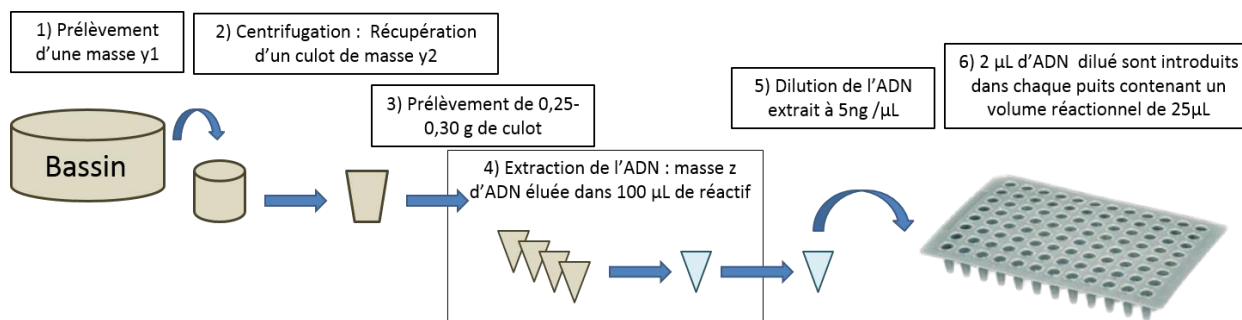 1) Prélèvement
d'une masse y1
2) Centrifugation : Récupération
d'un culot de masse y2
3) Prélèvement de 0,25-
0,30 g de culot
4) Extraction de l'ADN : masse z
d'ADN éluée dans 100 µL de réactif
5) Dilution de l'ADN
extrait à 5ng /µL
6) 2 µL d'ADN dilué sont introduits
dans chaque puits contenant un
volume réactionnel de 25µL
Bassin